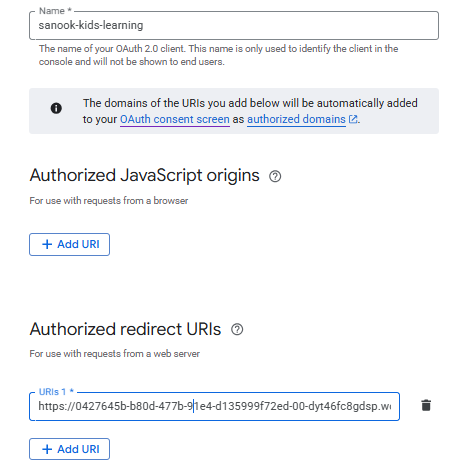 Name *
sanook-kids-learning
The name of your OAuth 2.0 client. This name is only used to identify the client in the
console and will not be shown to end users.
The domains of the URIs you add below will be automatically added
to your OAuth consent screen as authorized domains.
Authorized JavaScript origins
For use with requests from a browser
+ Add URI
Authorized redirect URIs
For use with requests from a web server
URIs 1 *
https://0427645b-b80d-477b-91e4-d135999f72ed-00-dyt46fc8gdsp.w
+ Add URI